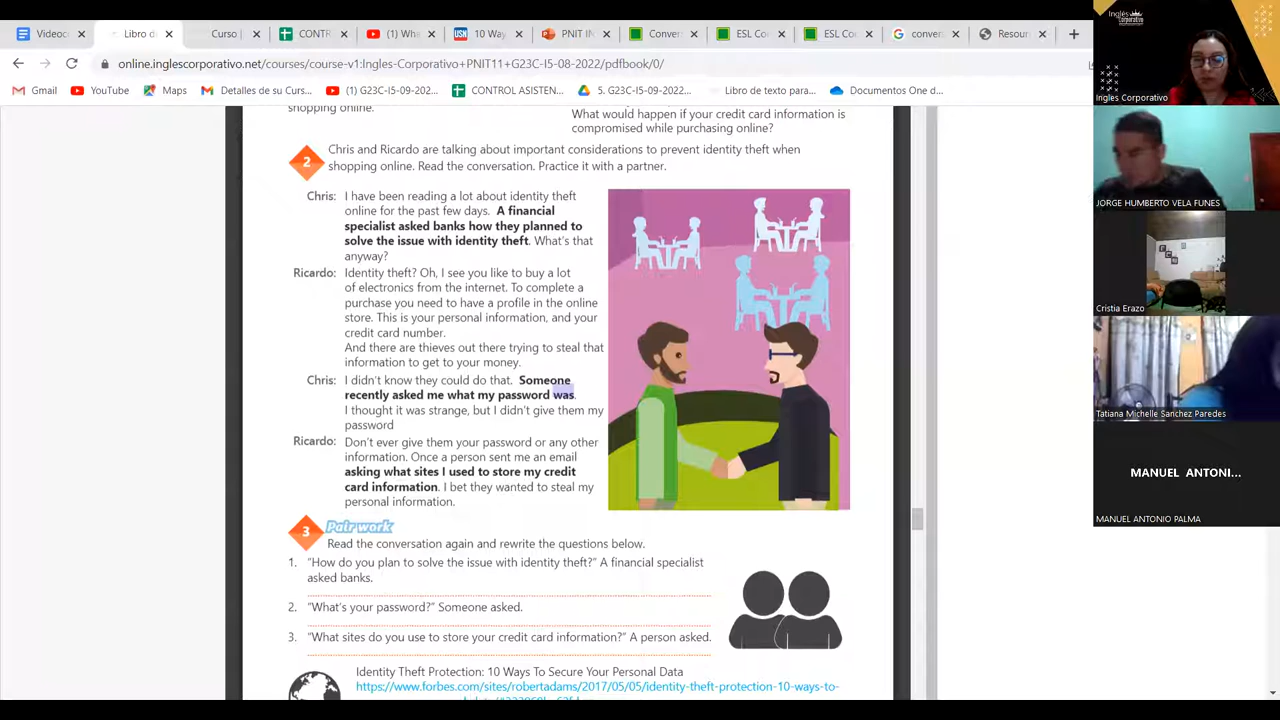 Videoc
Libro de
Curso
CONTR
(1) Wha
10 Way
PNIT IN
Conver
ESL Co
ESL Co
conver
Resour
online.inglescorporativo.net/courses/course-v1:Ingles-Corporativo+PNIT11+G23C-I5-08-2022/pdfbook/0/
Gmail
YouTube
Maps
Detalles de su Curs...
(1) G23C-I5-09-202...
CONTROL ASISTEN...
5. G23C-I5-09-2022...
Libro de texto para...
Documentos One d...
shopping online.
What would happen if your credit card information is
compromised while purchasing online?
2
Chris and Ricardo are talking about important considerations to prevent identity theft when
shopping online. Read the conversation. Practice it with a partner.
Chris: I have been reading a lot about identity theft
online for the past few days. A financial
specialist asked banks how they planned to
solve the issue with identity theft. What's that
anyway?
Ricardo: Identity theft? Oh, I see you like to buy a lot
of electronics from the internet. To complete a
purchase you need to have a profile in the online
store. This is your personal information, and your
credit card number.
And there are thieves out there trying to steal that
information to get to your money.
Chris: I didn't know they could do that. Someone
recently asked me what my password was.
I thought it was strange, but I didn't give them my
password
Ricardo: Don't ever give them your password or any other
information. Once a person sent me an email
asking what sites I used to store my credit
card information. I bet they wanted to steal my
personal information.
3
Pair work
Read the conversation again and rewrite the questions below.
1. "How do you plan to solve the issue with identity theft?" A financial specialist
asked banks.
2. "What's your password?" Someone asked.
3. "What sites do you use to store your credit card information?" A person asked.
Identity Theft Protection: 10 Ways To Secure Your Personal Data
https://www.forbes.com/sites/robertadams/2017/05/05/identity-theft-protection-10-ways-to-
Inglés
Corporativo
Ingles Corporativo
JORGE HUMBERTO VELA FUNES
Cristia Erazo
Tatiana Michelle Sanchez Paredes
MANUEL ANTONI...
MANUEL ANTONIO PALMA